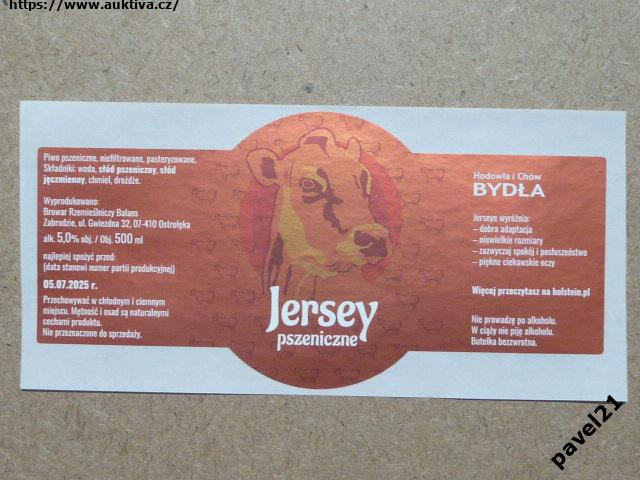 https://www.auktiva.cz/
Piwo pszeniczne, niefiltrowane, pasteryzowane.
Składniki: woda, słód pszeniczny, słód
jęczmienny, chmiel, drożdże.
Wyprodukowano:
Browar Rzemieślniczy Balans
Zabrodzie, ul. Gwiezdna 32, 07-410 Ostrołęka
alk. 5,0% obj. / Obj. 500 ml
najlepiej spożyć przed:
(data stanowi numer partii produkcyjnej)
05.07.2025 r.
Przechowywać w chłodnym i ciemnym
miejscu. Mętność i osad są naturalnymi
cechami produktu.
Nie przeznaczone do sprzedaży.
Jersey
pszeniczne
Hodowla i Chów
BYDŁA
Jerseye wyróżnia:
– dobra adaptacja
– niewielkie rozmiary
– zazwyczaj spokój i posłuszeństwo
– piękne ciekawskie oczy
Więcej przeczytasz na holstein.pl
Nie prowadzę po alkoholu.
W ciąży nie piję alkoholu.
Butelka bezzwrotna.
pavel21